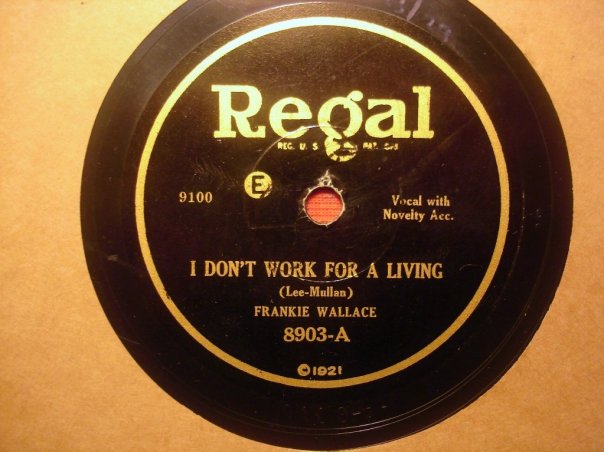 Regal
REG. U. S. PAT. OFF.
9100
E
Vocal with
Novelty Acc.
I DON'T WORK FOR A LIVING
(Lee-Mullan)
FRANKIE WALLACE
8903-A
©1921